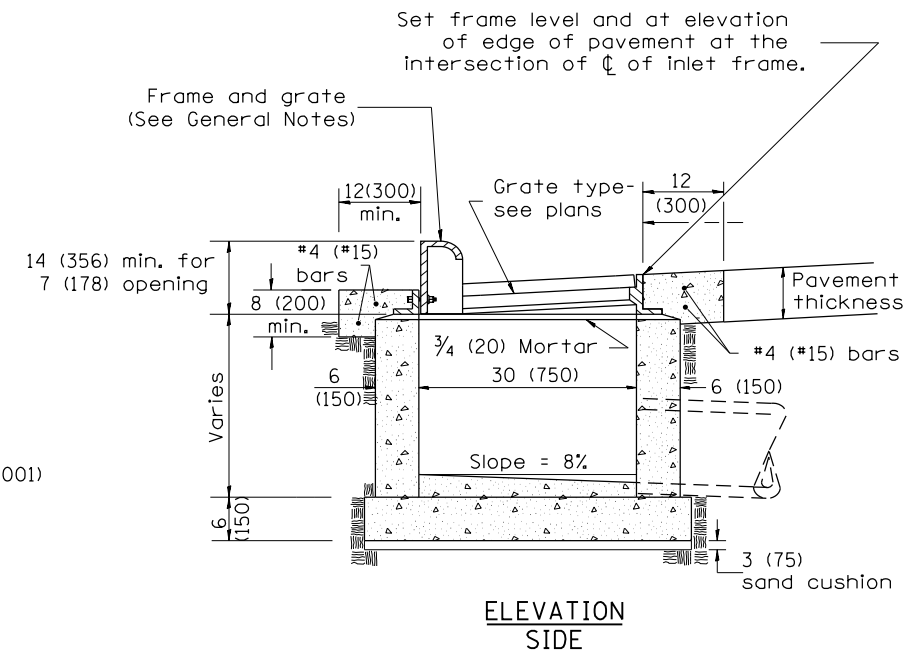 Set frame level and at elevation
of edge of pavement at the
intersection of ℄ of inlet frame.
Frame and grate
(See General Notes)
12(300)
min.
Grate type-
see plans
12
(300)
14 (356) min. for
7 (178) opening
#4 (#15)
bars
8 (200)
min.
Pavement
thickness
3/4 (20) Mortar
#4 (#15) bars
6
(150)
30 (750)
6 (150)
Varies
Slope = 8%
001)
6
(150)
3 (75)
sand cushion
ELEVATION
SIDE